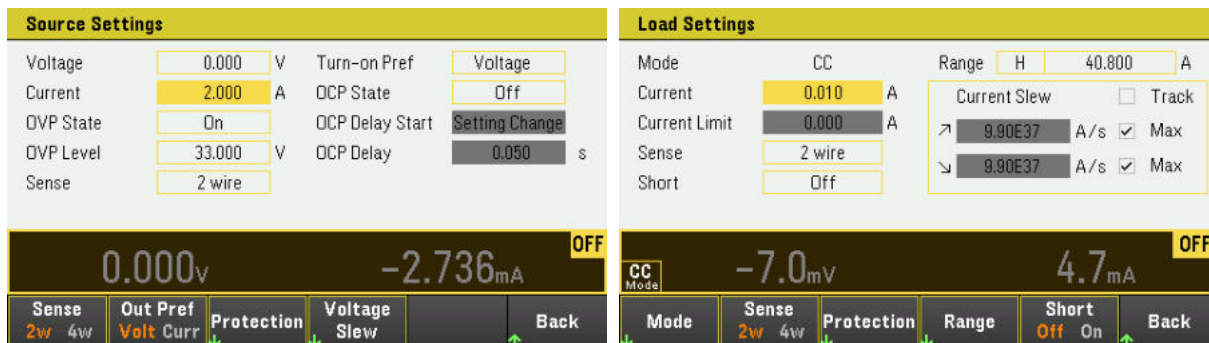 Source Settings
Voltage 0.000 V Turn-on Pref Voltage
Current 2.000 A OCP State Off
OVP State On OCP Delay Start Setting Change
OVP Level 33.000 V OCP Delay 0.050 s
Sense 2 wire
OFF
0.000V -2.736mA
Sense 2w 4w
Out Pref Volt Curr
Protection
Voltage Slew
Back
Load Settings
Mode CC Range H 40.800 A
Current 0.010 A Current Slew Track
Current Limit 0.000 A 9.90E37 A/s Max
Sense 2 wire 9.90E37 A/s Max
Short Off
OFF
CC Mode -7.0mV 4.7mA
Mode
Sense 2w 4w
Protection
Range
Short Off On
Back